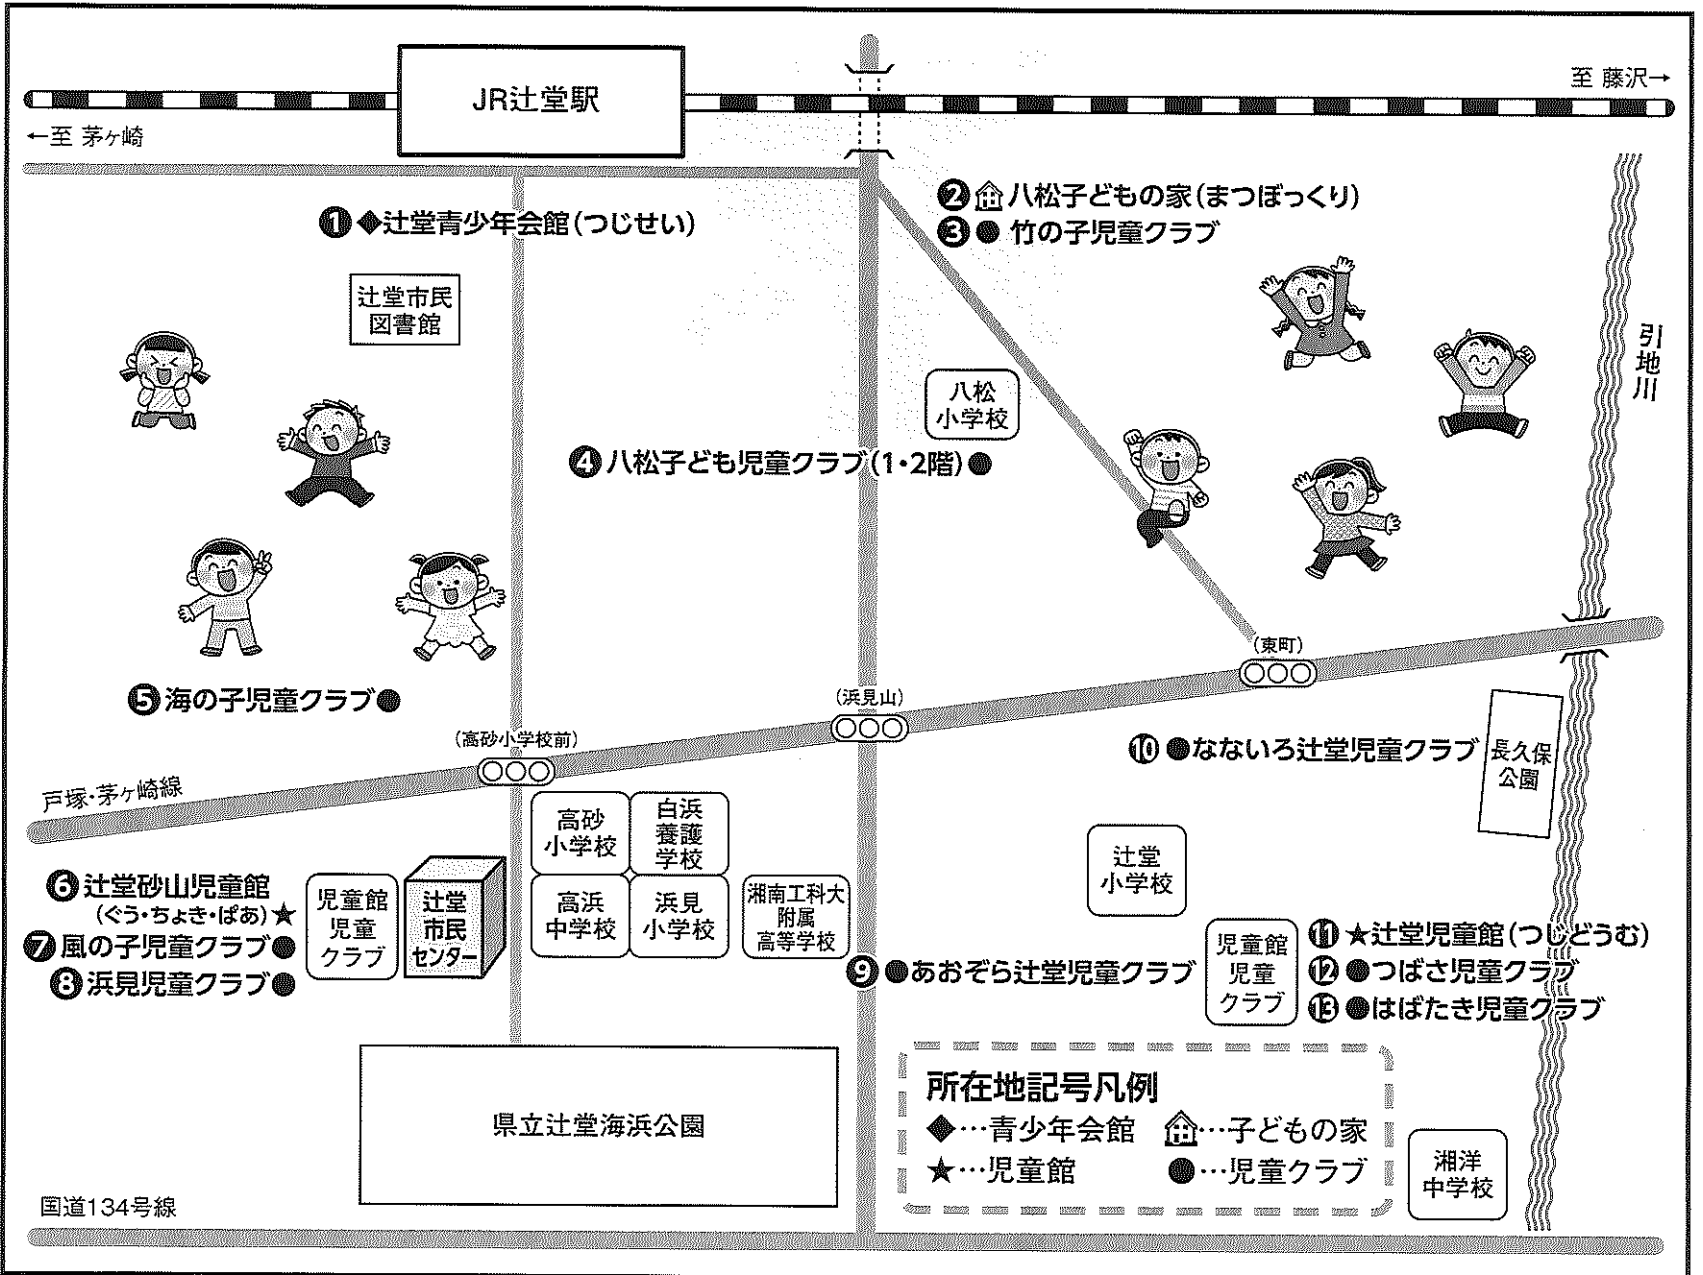 JR辻堂駅
至 藤沢→
←至 茅ヶ崎
❶◆辻堂青少年会館(つじせい)
❷八松子どもの家(まつぼっくり)
❸● 竹の子児童クラブ
辻堂市民
図書館
引地川
八松
小学校
❹八松子ども児童クラブ(1・2階)●
(東町)
❺海の子児童クラブ●
(浜見山)
(高砂小学校前)
❿●なないろ辻堂児童クラブ
長久保
公園
戸塚・茅ヶ崎線
高砂
小学校
白浜
養護
学校
辻堂
小学校
❻辻堂砂山児童館
(ぐう・ちょき・ぱあ)★
❼風の子児童クラブ●
❽浜見児童クラブ●
児童館
児童
クラブ
辻堂
市民
センター
高浜
中学校
浜見
小学校
湘南工科大
附属
高等学校
❾●あおぞら辻堂児童クラブ
児童館
児童
クラブ
⓫★辻堂児童館(つじどうむ)
⓬●つばさ児童クラブ
⓭●はばたき児童クラブ
県立辻堂海浜公園
所在地記号凡例
◆…青少年会館 …子どもの家
★…児童館 ●…児童クラブ
湘洋
中学校
国道134号線